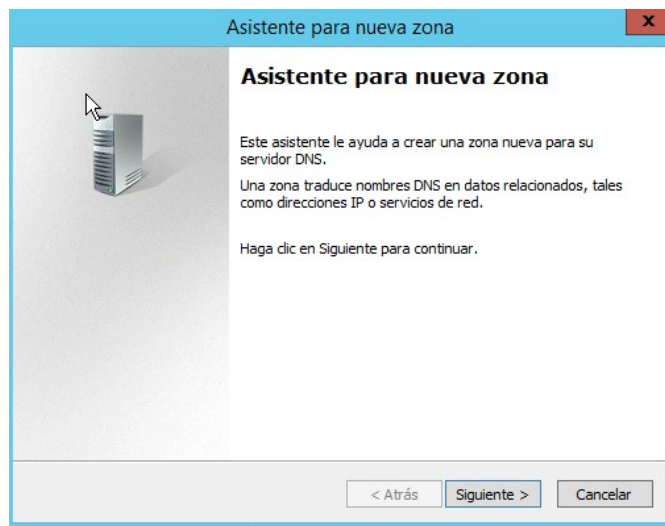 Asistente para nueva zona
x
Asistente para nueva zona
Este asistente le ayuda a crear una zona nueva para su
servidor DNS.
Una zona traduce nombres DNS en datos relacionados, tales
como direcciones IP o servicios de red.
Haga clic en Siguiente para continuar.
< Atrás Siguiente > Cancelar